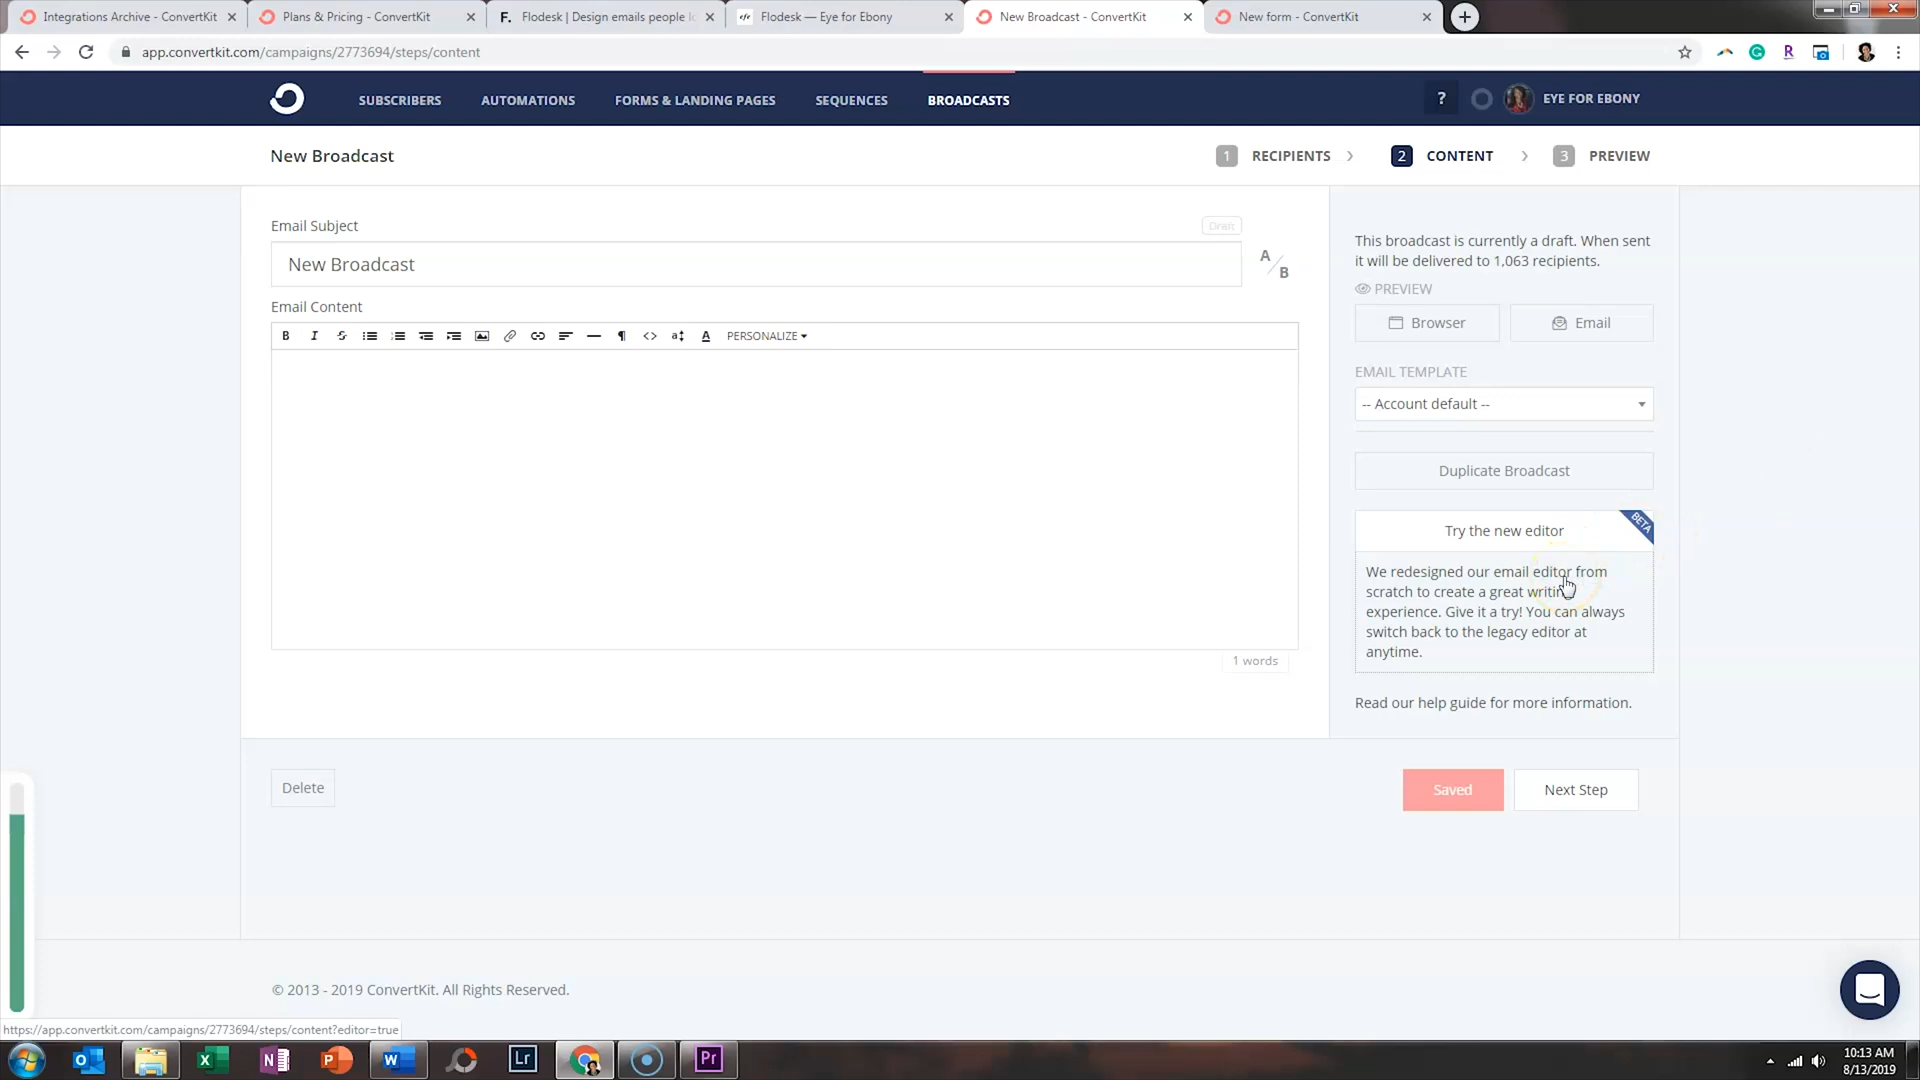 Integrations Archive - ConvertKit
Plans & Pricing - ConvertKit
F. Flodesk | Design emails people lo
efe Flodesk — Eye for Ebony
New Broadcast - ConvertKit
New form - ConvertKit
app.convertkit.com/campaigns/2773694/steps/content
SUBSCRIBERS
AUTOMATIONS
FORMS & LANDING PAGES
SEQUENCES
BROADCASTS
?
EYE FOR EBONY
New Broadcast
1 RECIPIENTS
2 CONTENT
3 PREVIEW
Email Subject
Draft
New Broadcast
A/B
Email Content
PERSONALIZE
1 words
This broadcast is currently a draft. When sent
it will be delivered to 1,063 recipients.
PREVIEW
Browser
Email
EMAIL TEMPLATE
-- Account default --
Duplicate Broadcast
Try the new editor
BETA
We redesigned our email editor from
scratch to create a great writing
experience. Give it a try! You can always
switch back to the legacy editor at
anytime.
Read our help guide for more information.
Delete
Saved
Next Step
© 2013 - 2019 ConvertKit. All Rights Reserved.
https://app.convertkit.com/campaigns/2773694/steps/content?editor=true
Lr
Pr
10:13 AM
8/13/2019